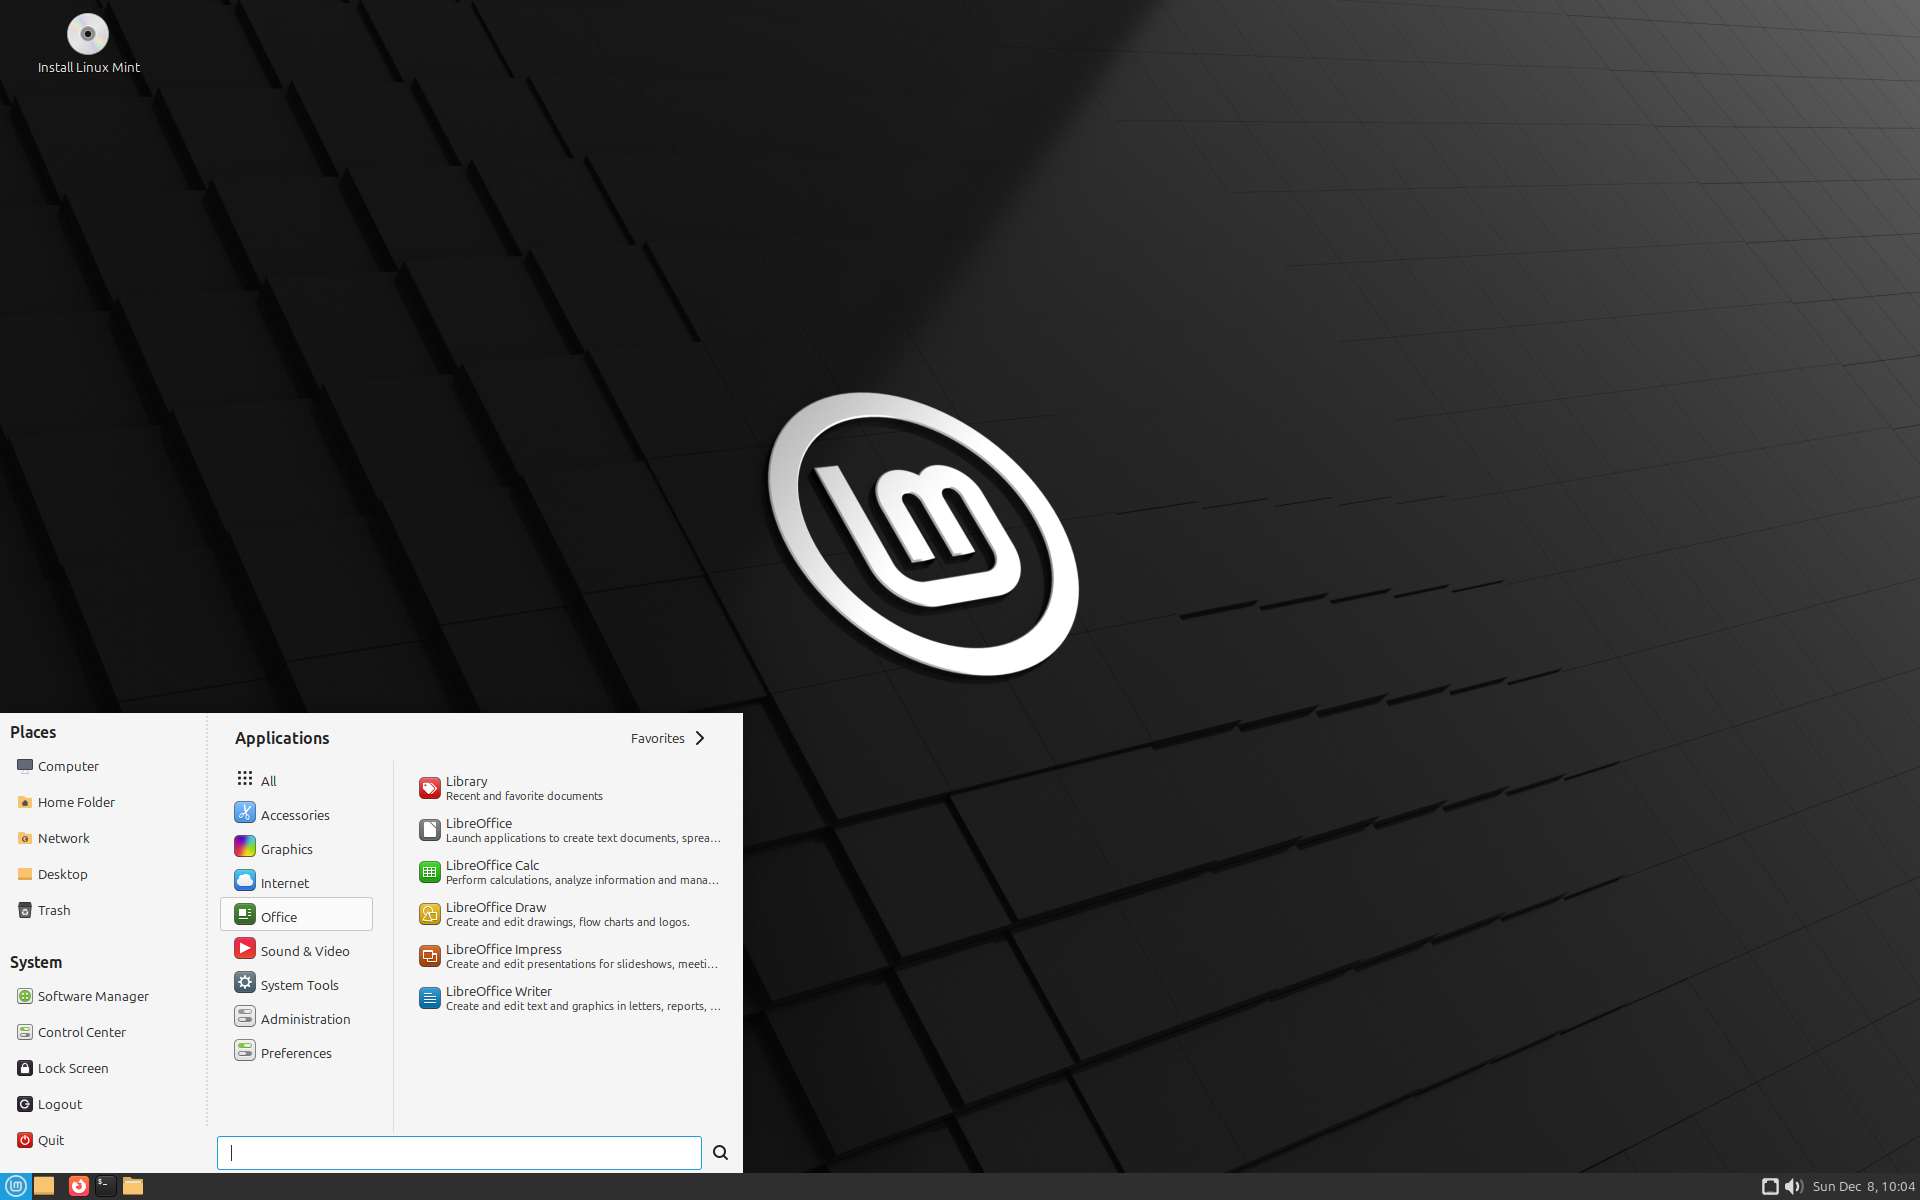 Install Linux Mint
Places
Computer
Home Folder
Network
Desktop
Trash
System
Software Manager
Control Center
Lock Screen
Logout
Quit
Applications
Favorites
All
Accessories
Graphics
Internet
Office
Sound & Video
System Tools
Administration
Preferences
Library
Recent and favorite documents
LibreOffice
Launch applications to create text documents, sprea...
LibreOffice Calc
Perform calculations, analyze information and mana...
LibreOffice Draw
Create and edit drawings, flow charts and logos.
LibreOffice Impress
Create and edit presentations for slideshows, meeti...
LibreOffice Writer
Create and edit text and graphics in letters, reports, ...
Sun Dec 8, 10:04